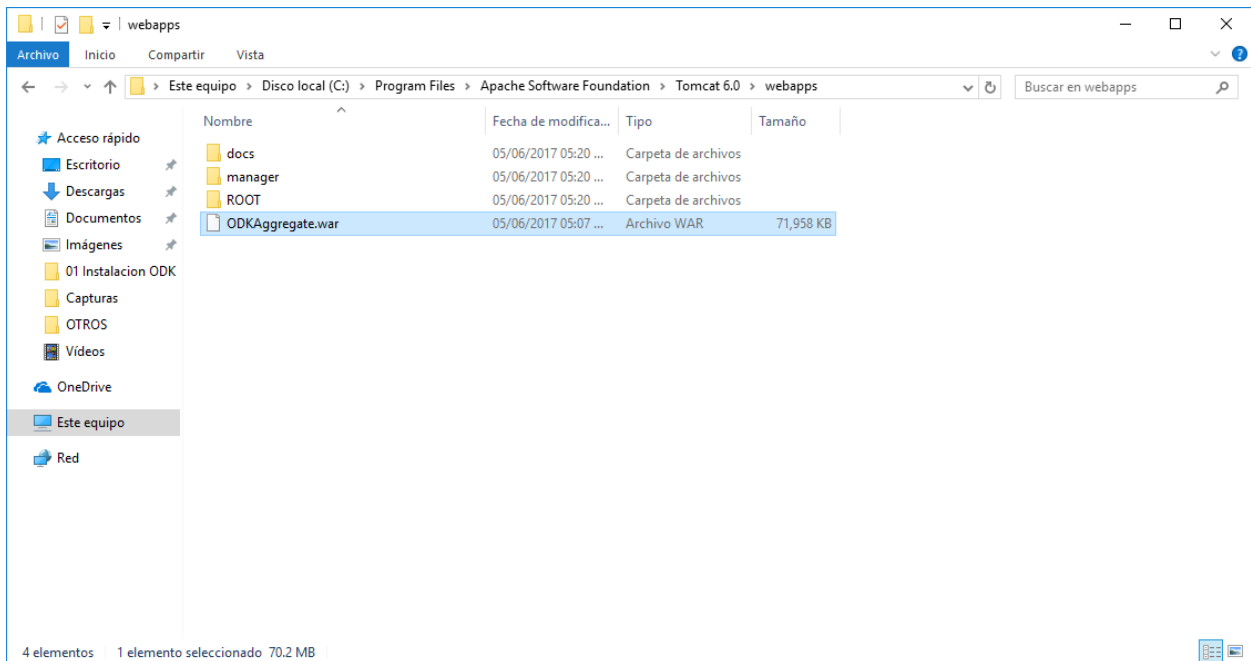 webapps
Archivo Inicio Compartir Vista
Este equipo > Disco local (C:) > Program Files > Apache Software Foundation > Tomcat 6.0 > webapps Buscar en webapps
Nombre Fecha de modifica... Tipo Tamaño
Acceso rápido
Escritorio
Descargas
Documentos
Imágenes
01 Instalacion ODK
Capturas
OTROS
Vídeos
OneDrive
Este equipo
Red
docs 05/06/2017 05:20 ... Carpeta de archivos
manager 05/06/2017 05:20 ... Carpeta de archivos
ROOT 05/06/2017 05:20 ... Carpeta de archivos
ODKAggregate.war 05/06/2017 05:07 ... Archivo WAR 71,958 KB
4 elementos 1 elemento seleccionado 70.2 MB